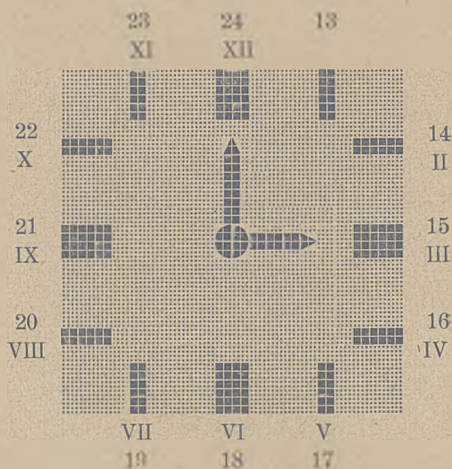 23 24 13
XI XII
22 14
X II
21 15
IX III
20 16
VIII IV
VII VI V
19 18 17